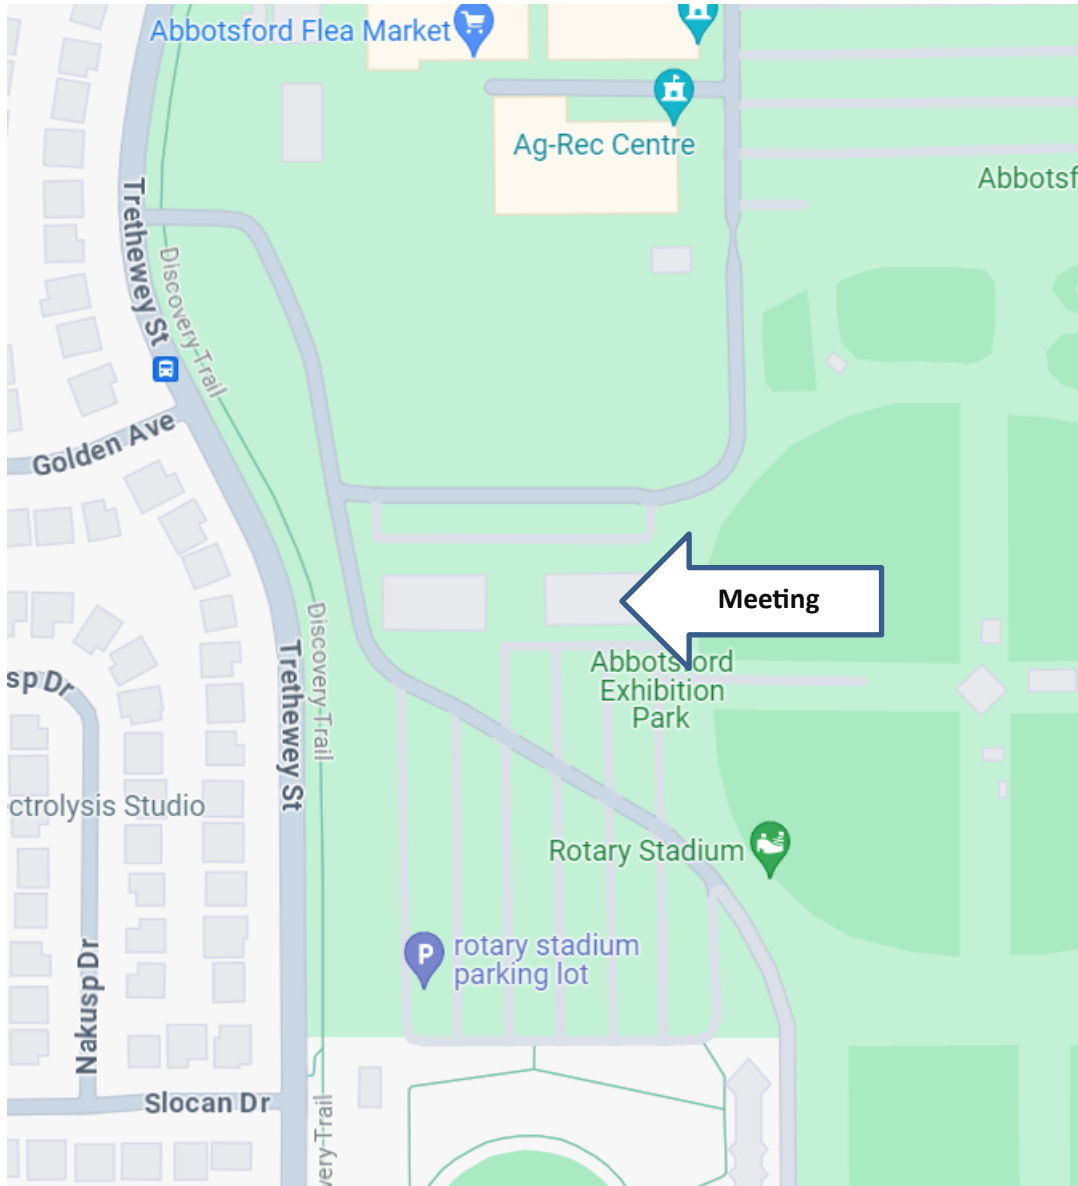 Abbotsford Flea Market
Ag-Rec Centre
Abbotsf
Trethewey St
Discovery Trail
Golden Ave
Meeting
Abbotsford
Exhibition
Park
Discovery Trail
Trethewey St
sp Dr
ctrolysis Studio
Rotary Stadium
P
rotary stadium
parking lot
Nakusp Dr
Slocan Dr
very Trail